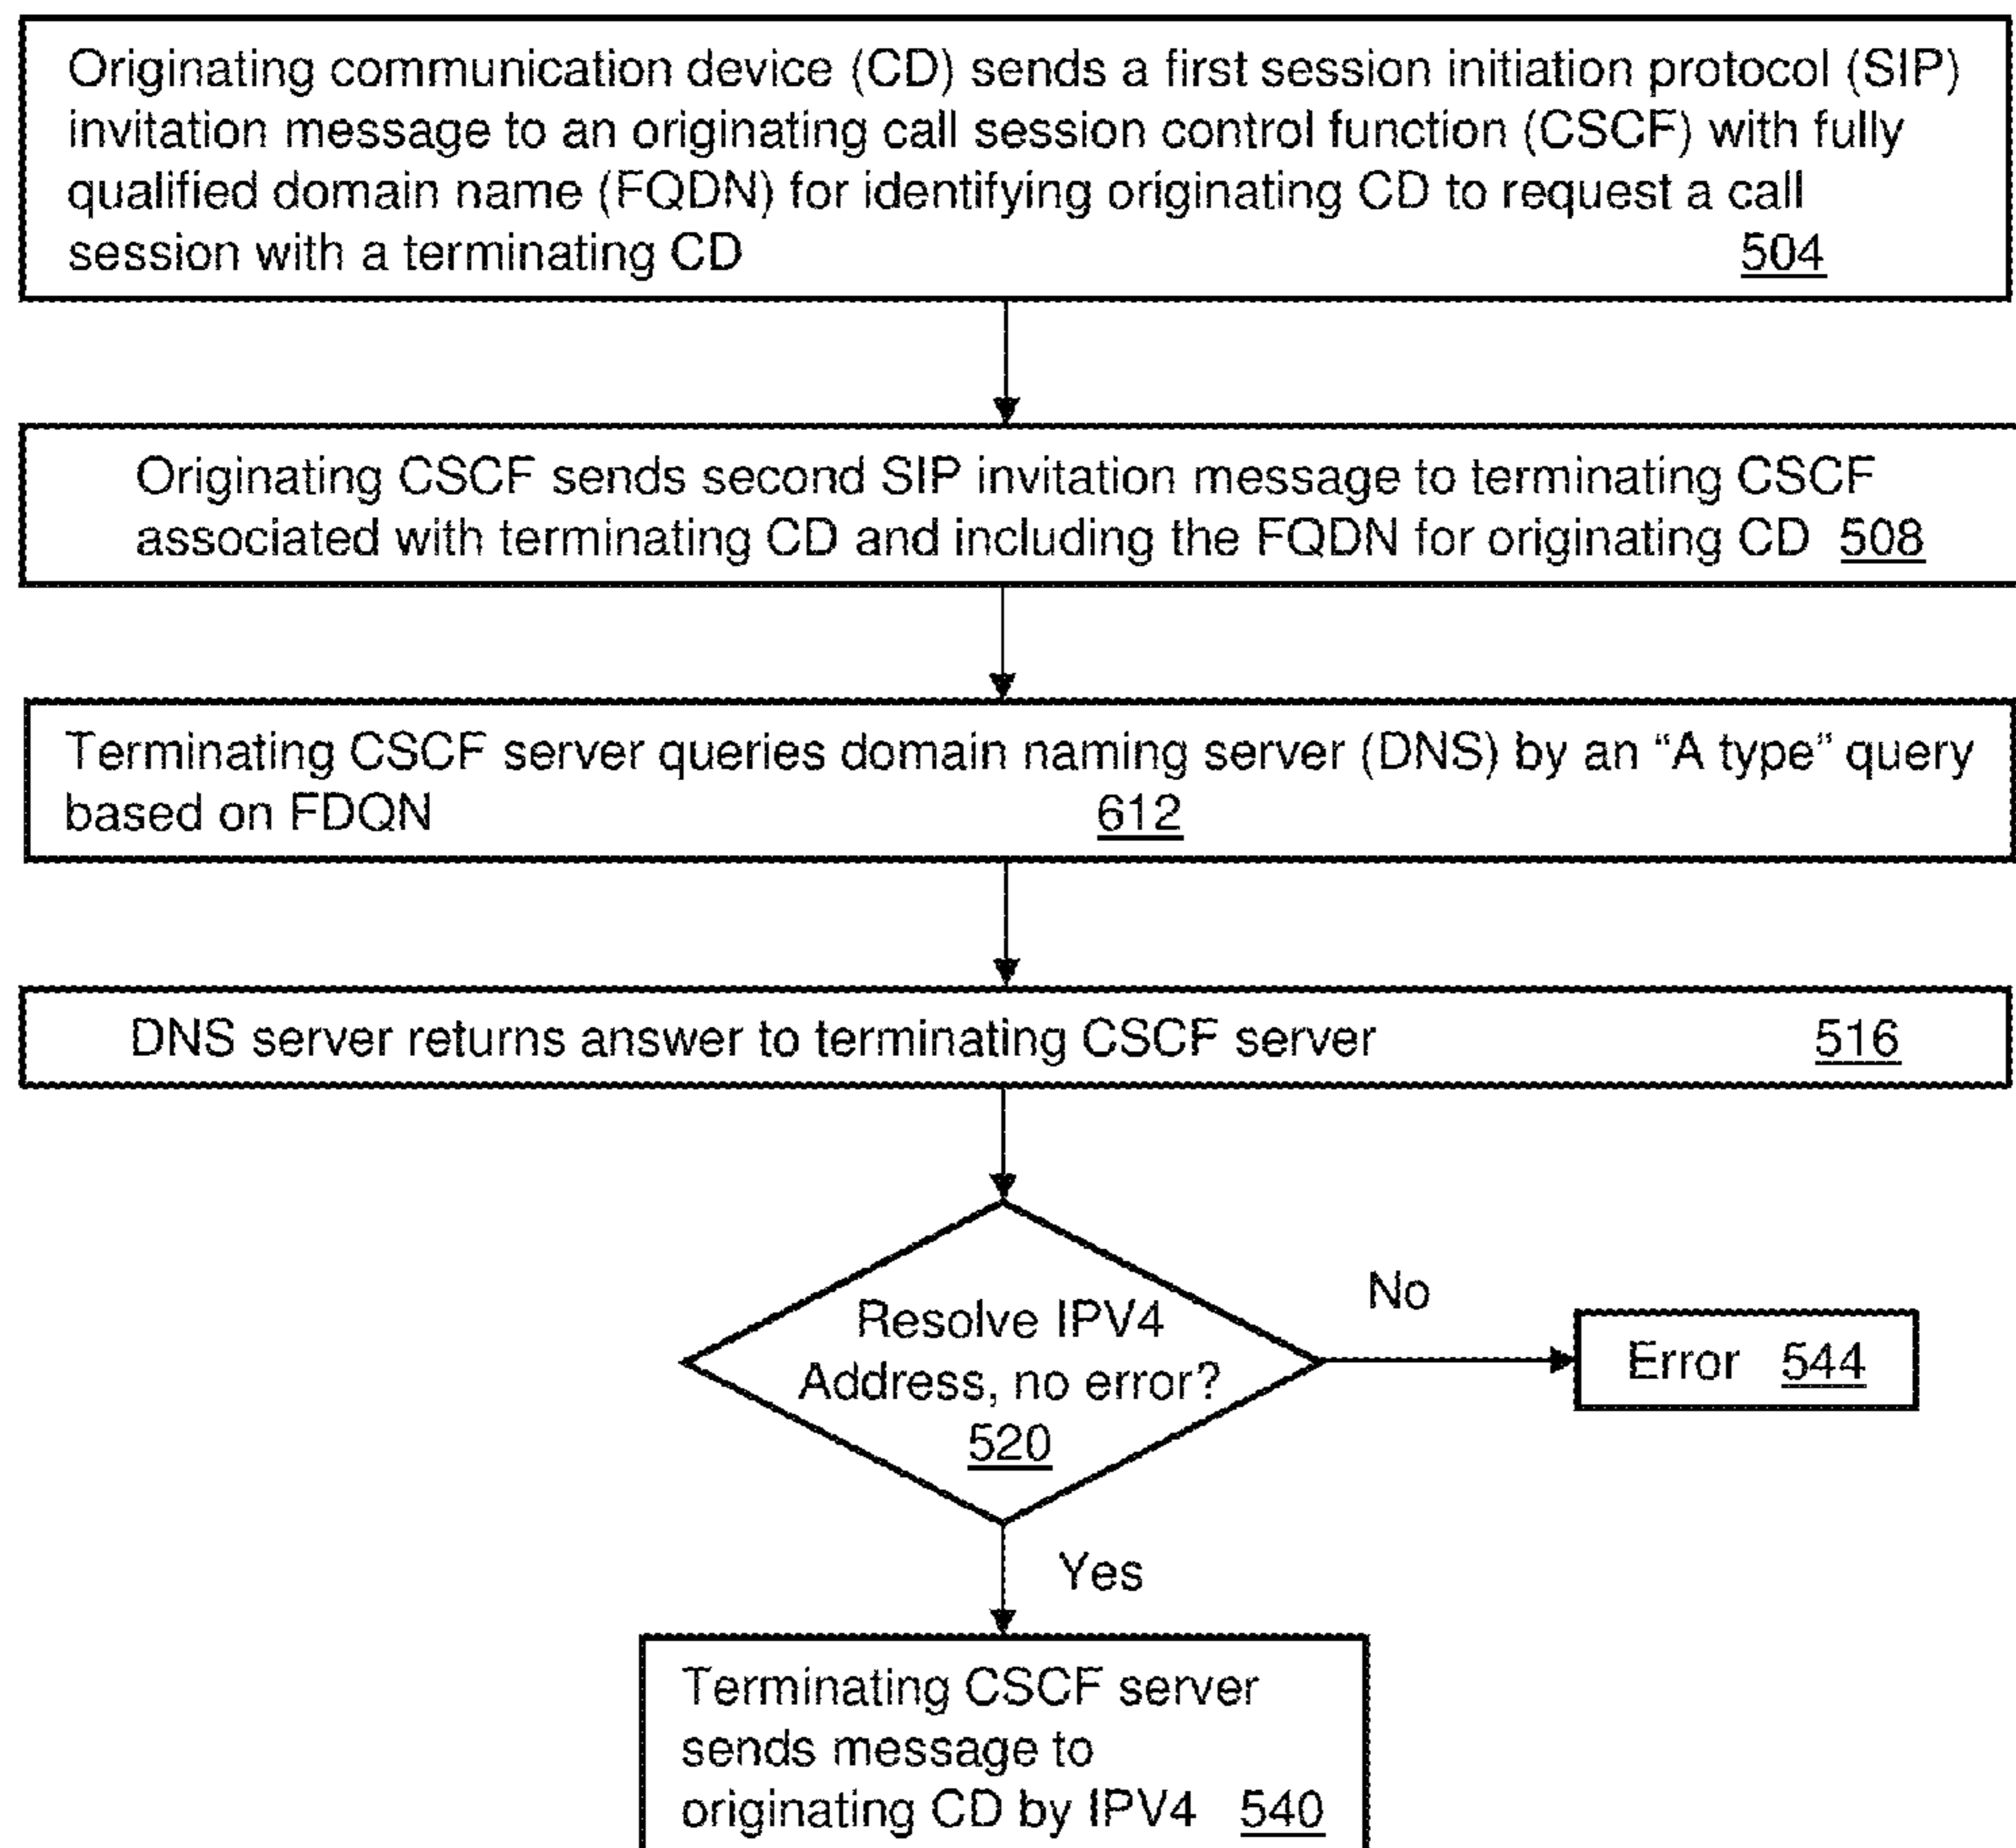 Originating communication device (CD) sends a first session initiation protocol (SIP)
invitation message to an originating call session control function (CSCF) with fully
qualified domain name (FQDN) for identifying originating CD to request a call
session with a terminating CD 504
Originating CSCF sends second SIP invitation message to terminating CSCF
associated with terminating CD and including the FQDN for originating CD 508
Terminating CSCF server queries domain naming server (DNS) by an “A type” query
based on FDQN 612
DNS server returns answer to terminating CSCF server 516
Resolve IPV4
Address, no error?
520
No
Error 544
Yes
Terminating CSCF server
sends message to
originating CD by IPV4 540